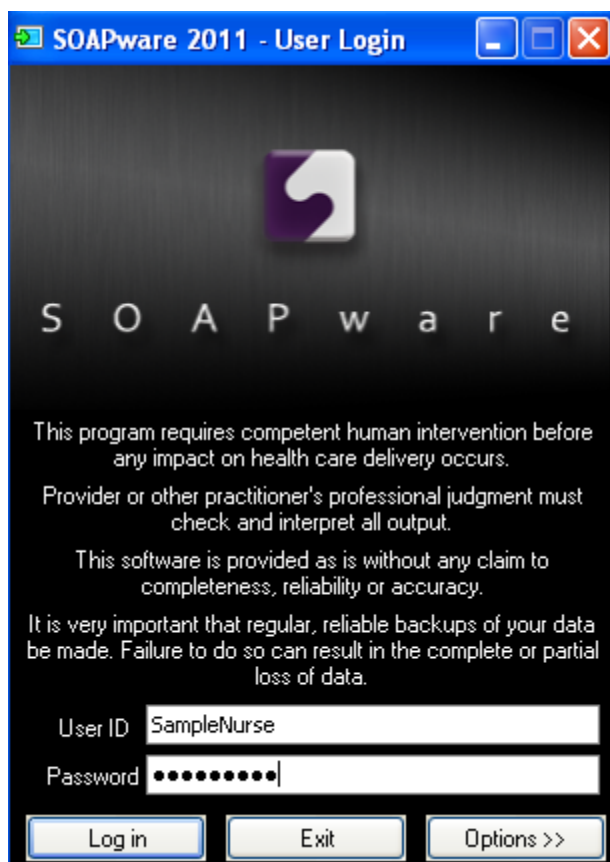 SOAPware 2011 - User Login
S O A P w a r e
This program requires competent human intervention before
any impact on health care delivery occurs.
Provider or other practitioner's professional judgment must
check and interpret all output.
This software is provided as is without any claim to
completeness, reliability or accuracy.
It is very important that regular, reliable backups of your data
be made. Failure to do so can result in the complete or partial
loss of data.
User ID SampleNurse
Password ●●●●●●●●●
Log in Exit Options >>